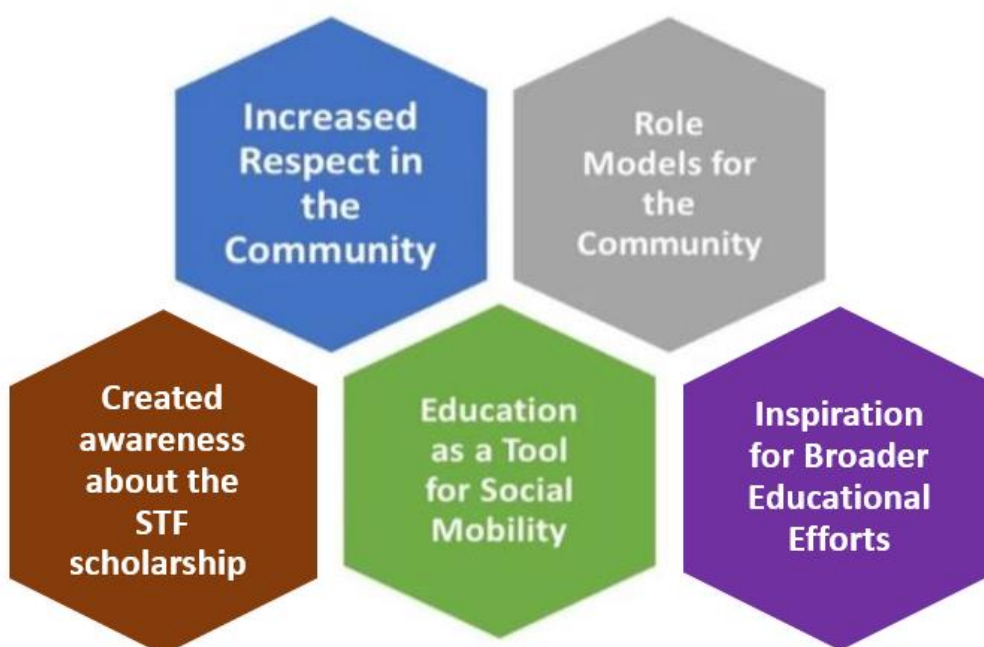 Increased
Respect in
the
Community
Role
Models for
the
Community
Created
awareness
about the
STF
scholarship
Education
as a Tool
for Social
Mobility
Inspiration
for Broader
Educational
Efforts